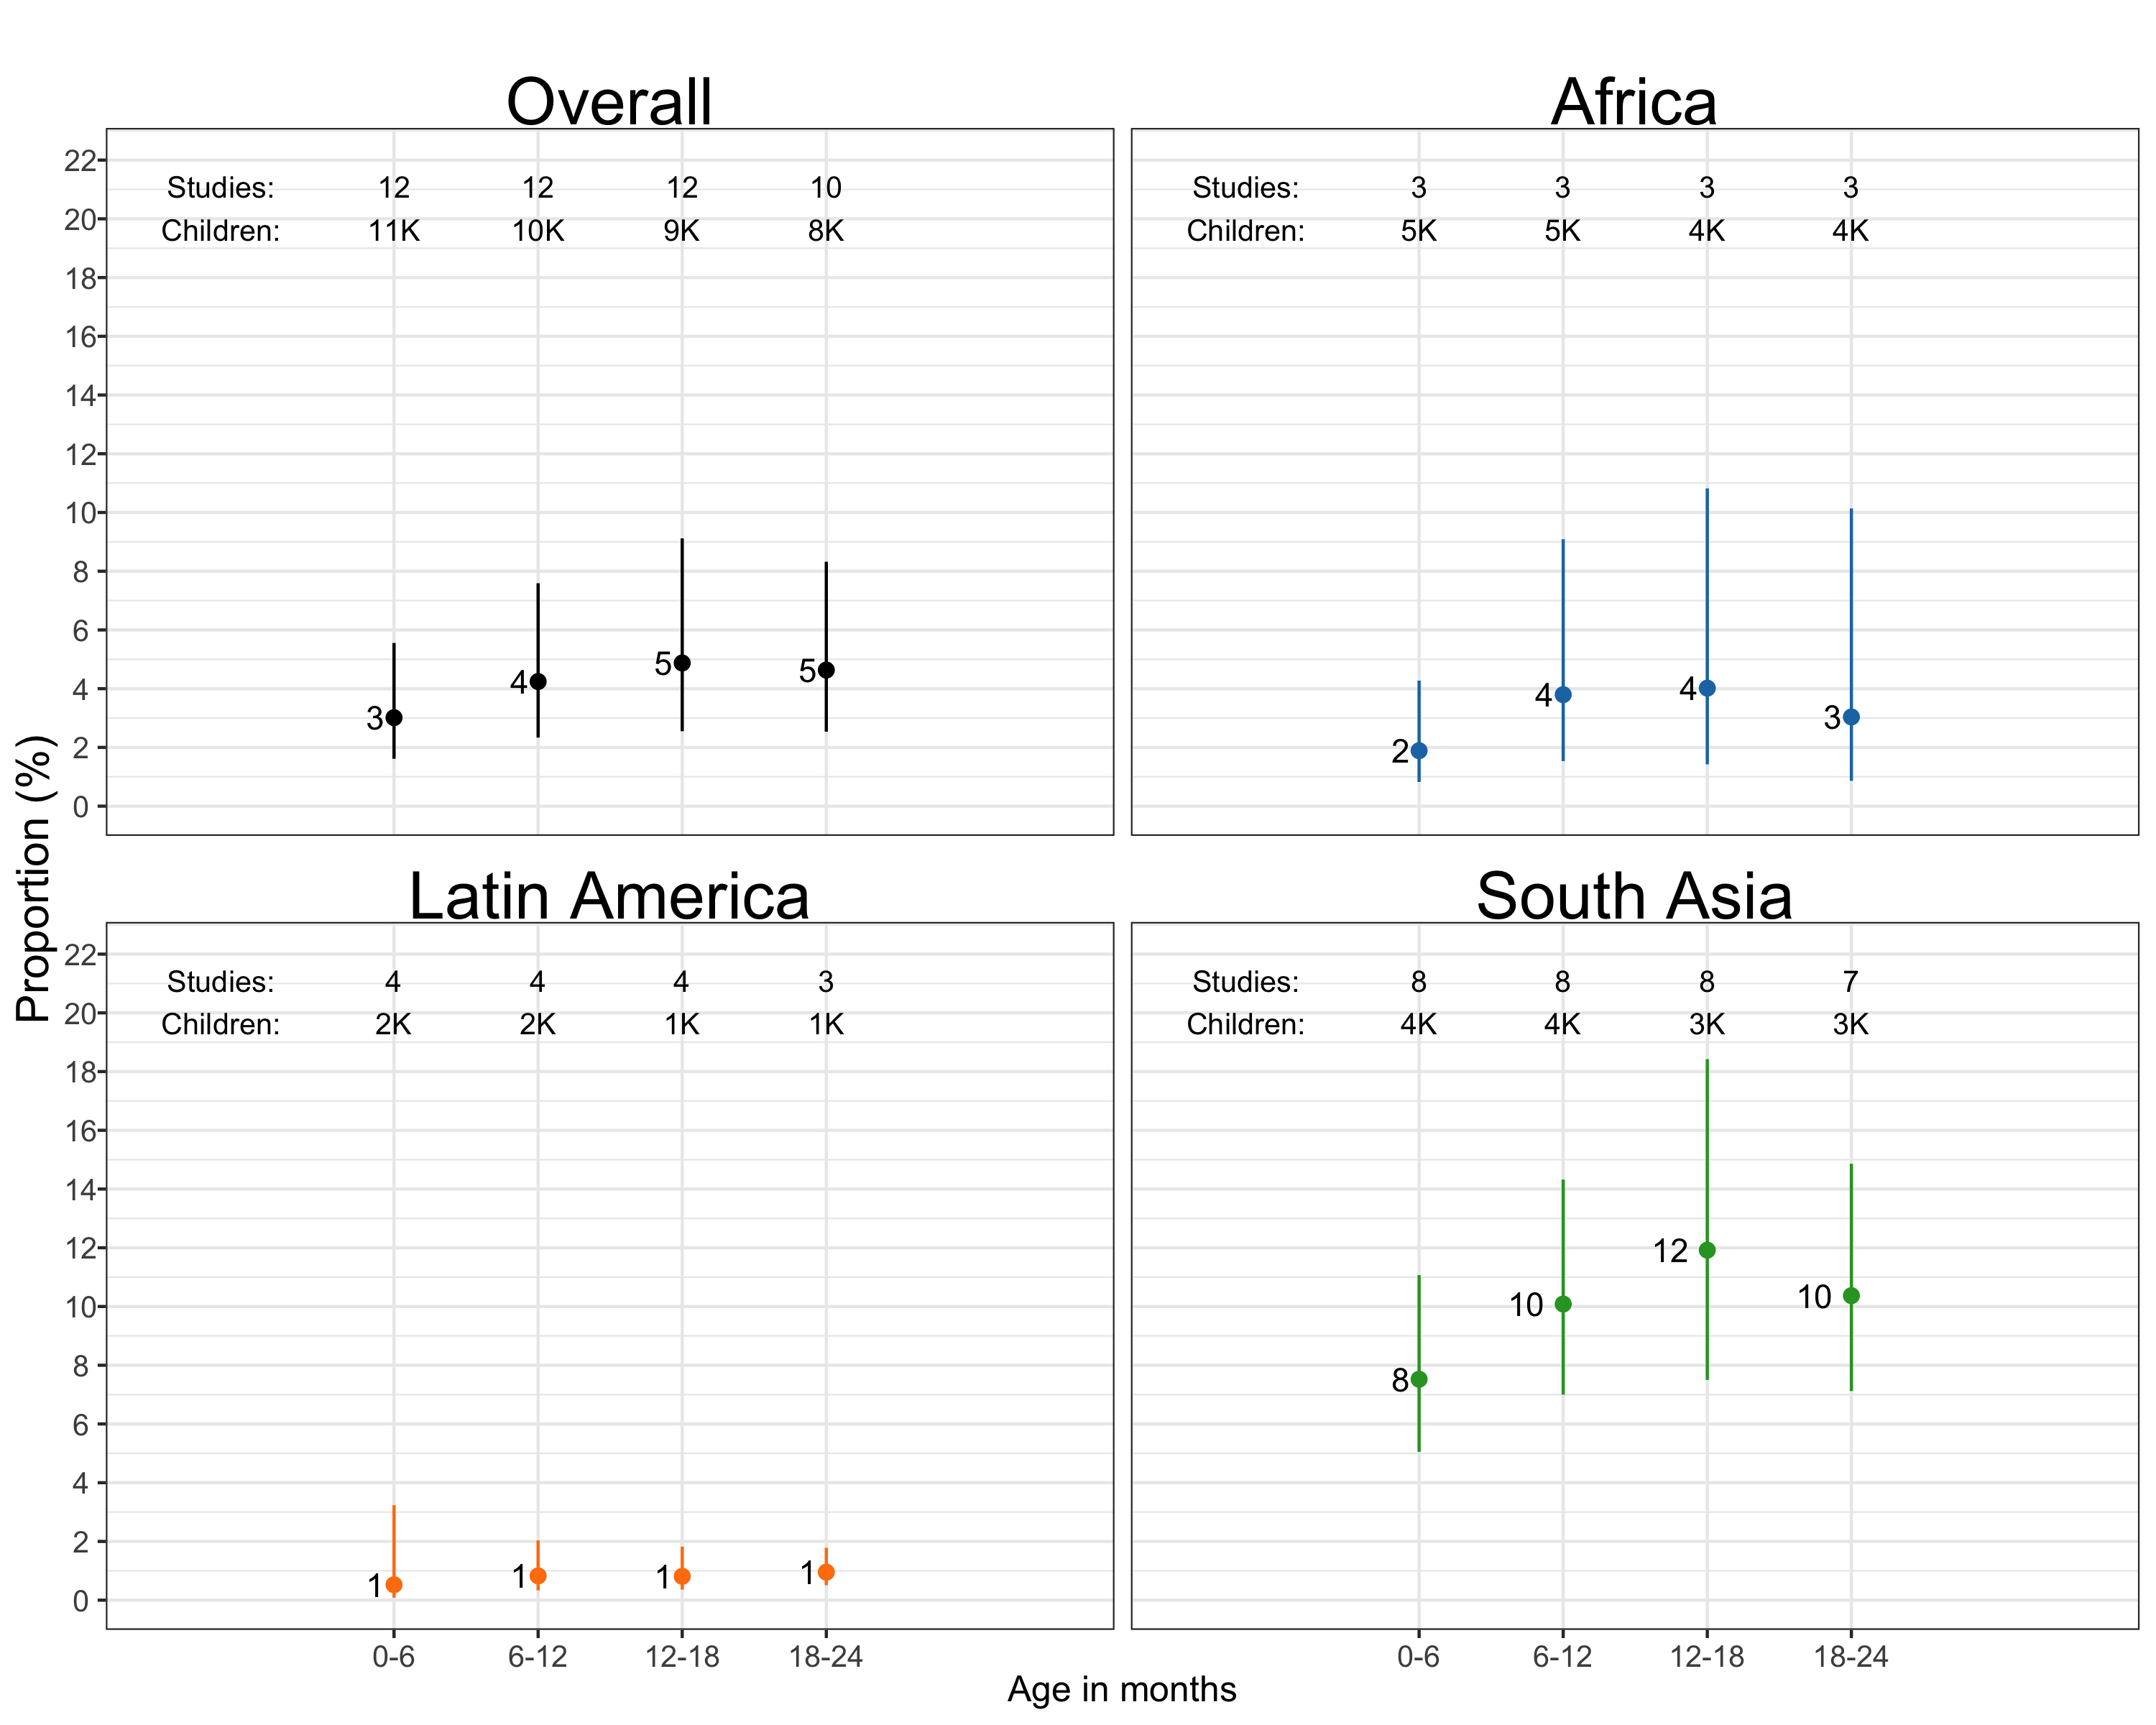 Overall
22
Studies: 12 12 12 10
20
Children: 11K 10K 9K 8K
18
16
14
12
10
8
6
4
2
0
3 4 5 5
Africa
Studies: 3 3 3 3
Children: 5K 5K 4K 4K
2 4 4 3
Proportion (%)
Latin America
22
Studies: 4 4 4 3
20
Children: 2K 2K 1K 1K
18
16
14
12
10
8
6
4
2
0
1 1 1 1
0-6 6-12 12-18 18-24
South Asia
Studies: 8 8 8 7
Children: 4K 4K 3K 3K
8 10 12 10
0-6 6-12 12-18 18-24
Age in months